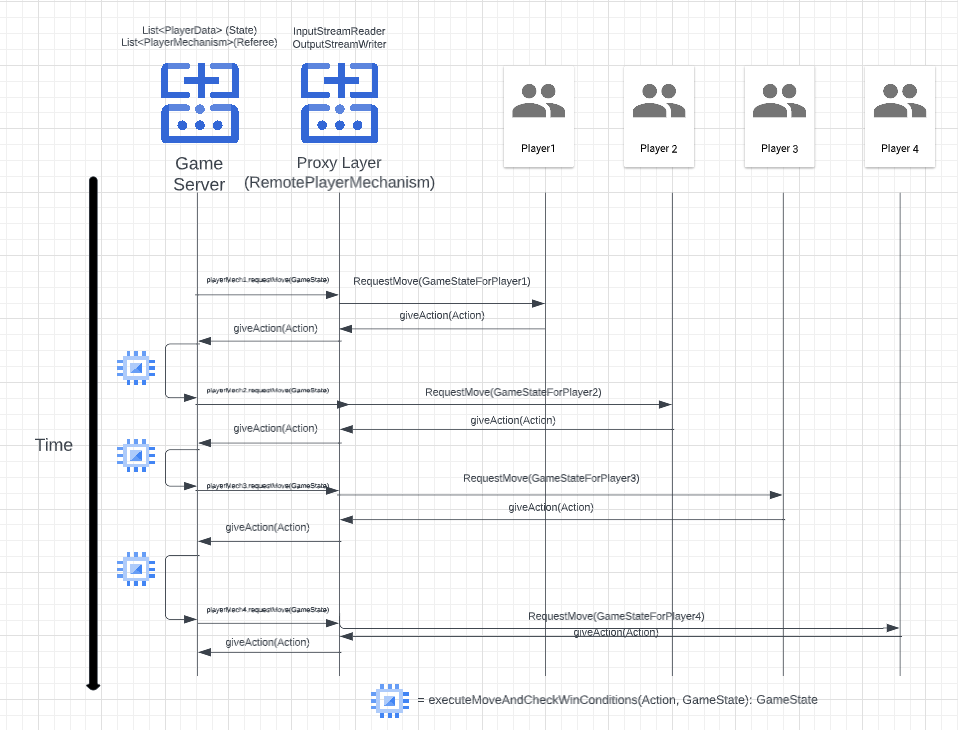 List<PlayerData> (State)
List<PlayerMechanism>(Referee)
InputStreamReader
OutputStreamWriter
Game
Server
Proxy Layer
(RemotePlayerMechanism)
Player1
Player 2
Player 3
Player 4
playerMech1.requestMove(GameState)
RequestMove(GameStateForPlayer1)
giveAction(Action)
giveAction(Action)
playerMech2.requestMove(GameState)
RequestMove(GameStateForPlayer2)
giveAction(Action)
giveAction(Action)
Time
playerMech3.requestMove(GameState)
RequestMove(GameStateForPlayer3)
giveAction(Action)
giveAction(Action)
playerMech4.requestMove(GameState)
RequestMove(GameStateForPlayer4)
giveAction(Action)
giveAction(Action)
= executeMoveAndCheckWinConditions(Action, GameState): GameState